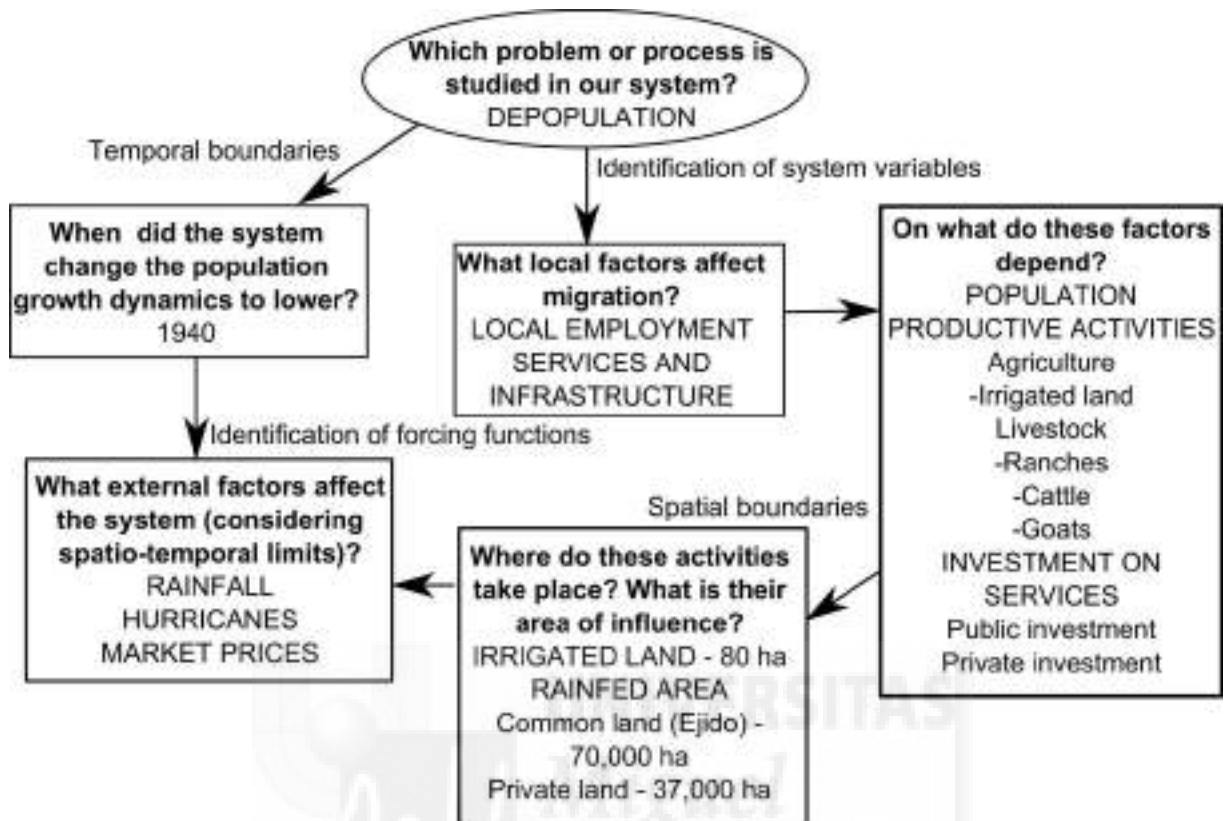 Which problem or process is
studied in our system?
DEPOPULATION
Temporal boundaries
Identification of system variables
When did the system
change the population
growth dynamics to lower?
1940
What local factors affect
migration?
LOCAL EMPLOYMENT
SERVICES AND
INFRASTRUCTURE
On what do these factors
depend?
POPULATION
PRODUCTIVE ACTIVITIES
Agriculture
-Irrigated land
Livestock
-Ranches
-Cattle
-Goats
INVESTMENT ON
SERVICES
Public investment
Private investment
Identification of forcing functions
Spatial boundaries
What external factors affect
the system (considering
spatio-temporal limits)?
RAINFALL
HURRICANES
MARKET PRICES
Where do these activities
take place? What is their
area of influence?
IRRIGATED LAND - 80 ha
RAINFED AREA
Common land (Ejido) -
70,000 ha
Private land - 37,000 ha
UNIVERSITAS
Miguel